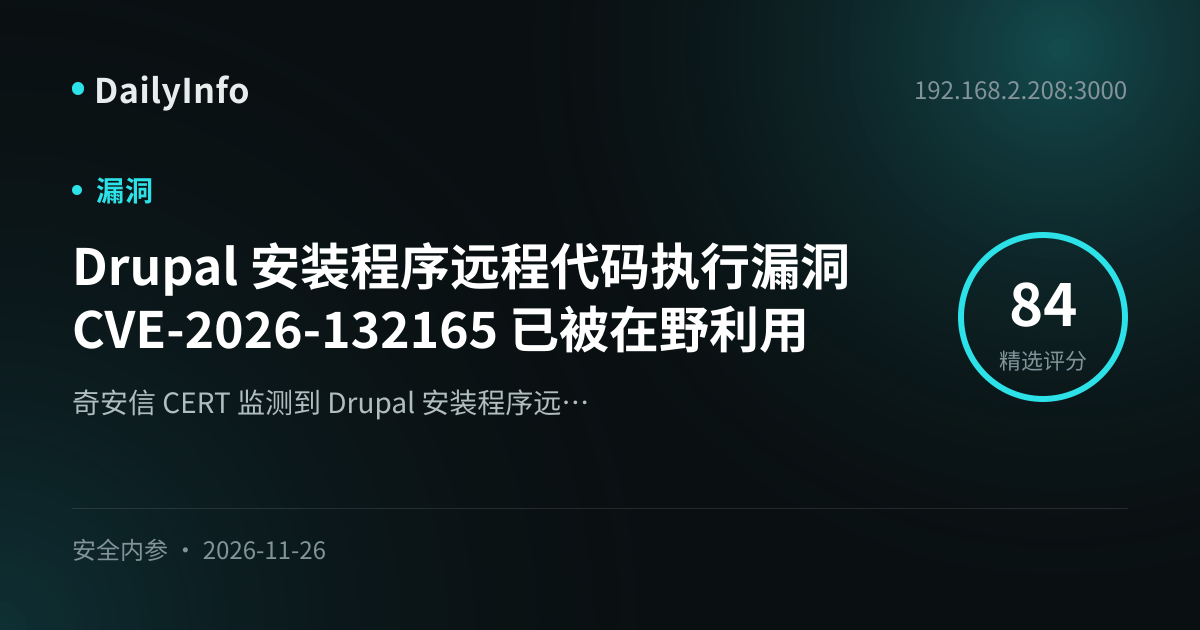 DailyInfo
192.168.2.208:3000
漏洞
Drupal 安装程序远程代码执行漏洞
CVE-2026-132165 已被在野利用
84
精选评分
奇安信 CERT 监测到 Drupal 安装程序远…
安全内参 · 2026-11-26